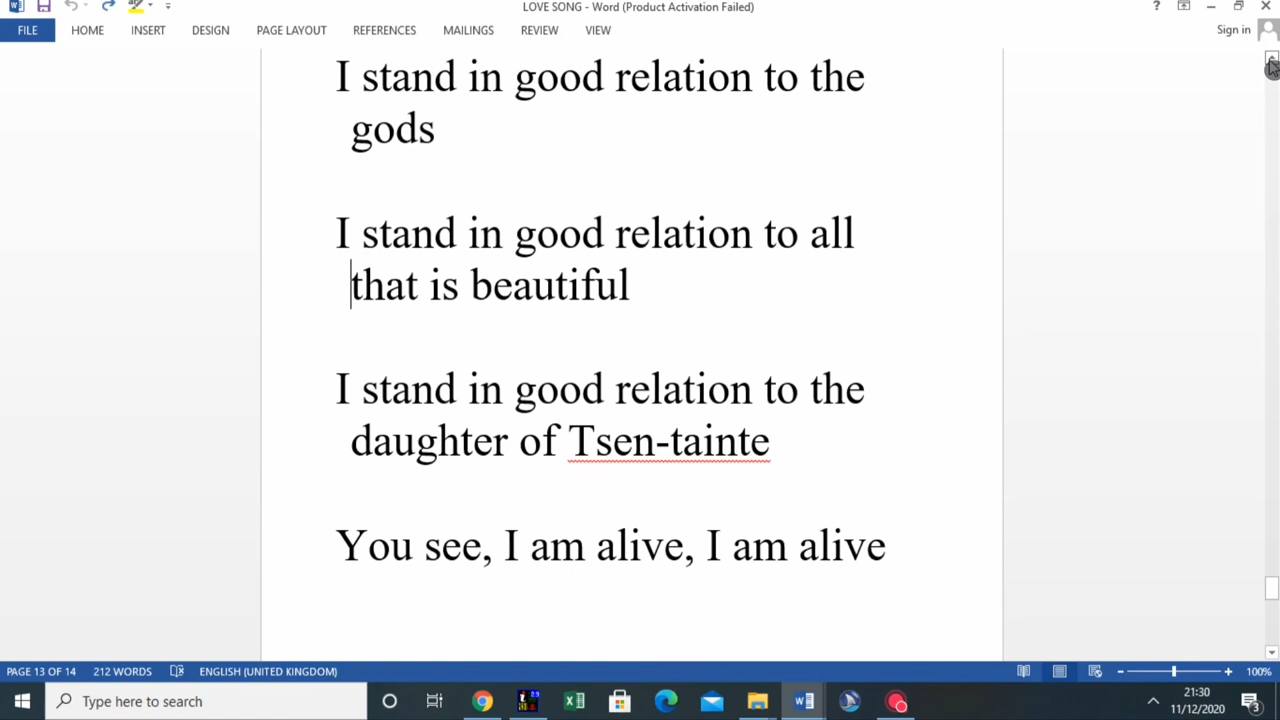 LOVE SONG - Word (Product Activation Failed)
FILE HOME INSERT DESIGN PAGE LAYOUT REFERENCES MAILINGS REVIEW VIEW Sign in
I stand in good relation to the
gods
I stand in good relation to all
that is beautiful
I stand in good relation to the
daughter of Tsen-tainte
You see, I am alive, I am alive
PAGE 13 OF 14 212 WORDS ENGLISH (UNITED KINGDOM) 100%
Type here to search
21:30
11/12/2020